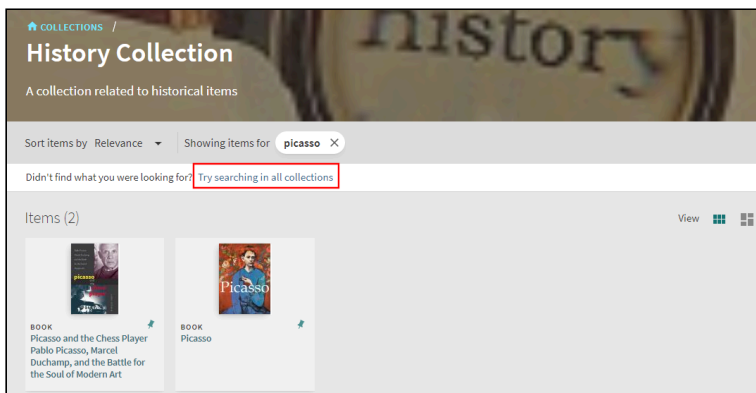 COLLECTIONS /
history
History Collection
A collection related to historical items
Sort items by Relevance Showing items for picasso ×
Didn't find what you were looking for? Try searching in all collections
Items (2)
View
picasso
Picasso
BOOK
Picasso and the Chess Player
Pablo Picasso, Marcel
Duchamp, and the Battle for
the Soul of Modern Art
BOOK
Picasso